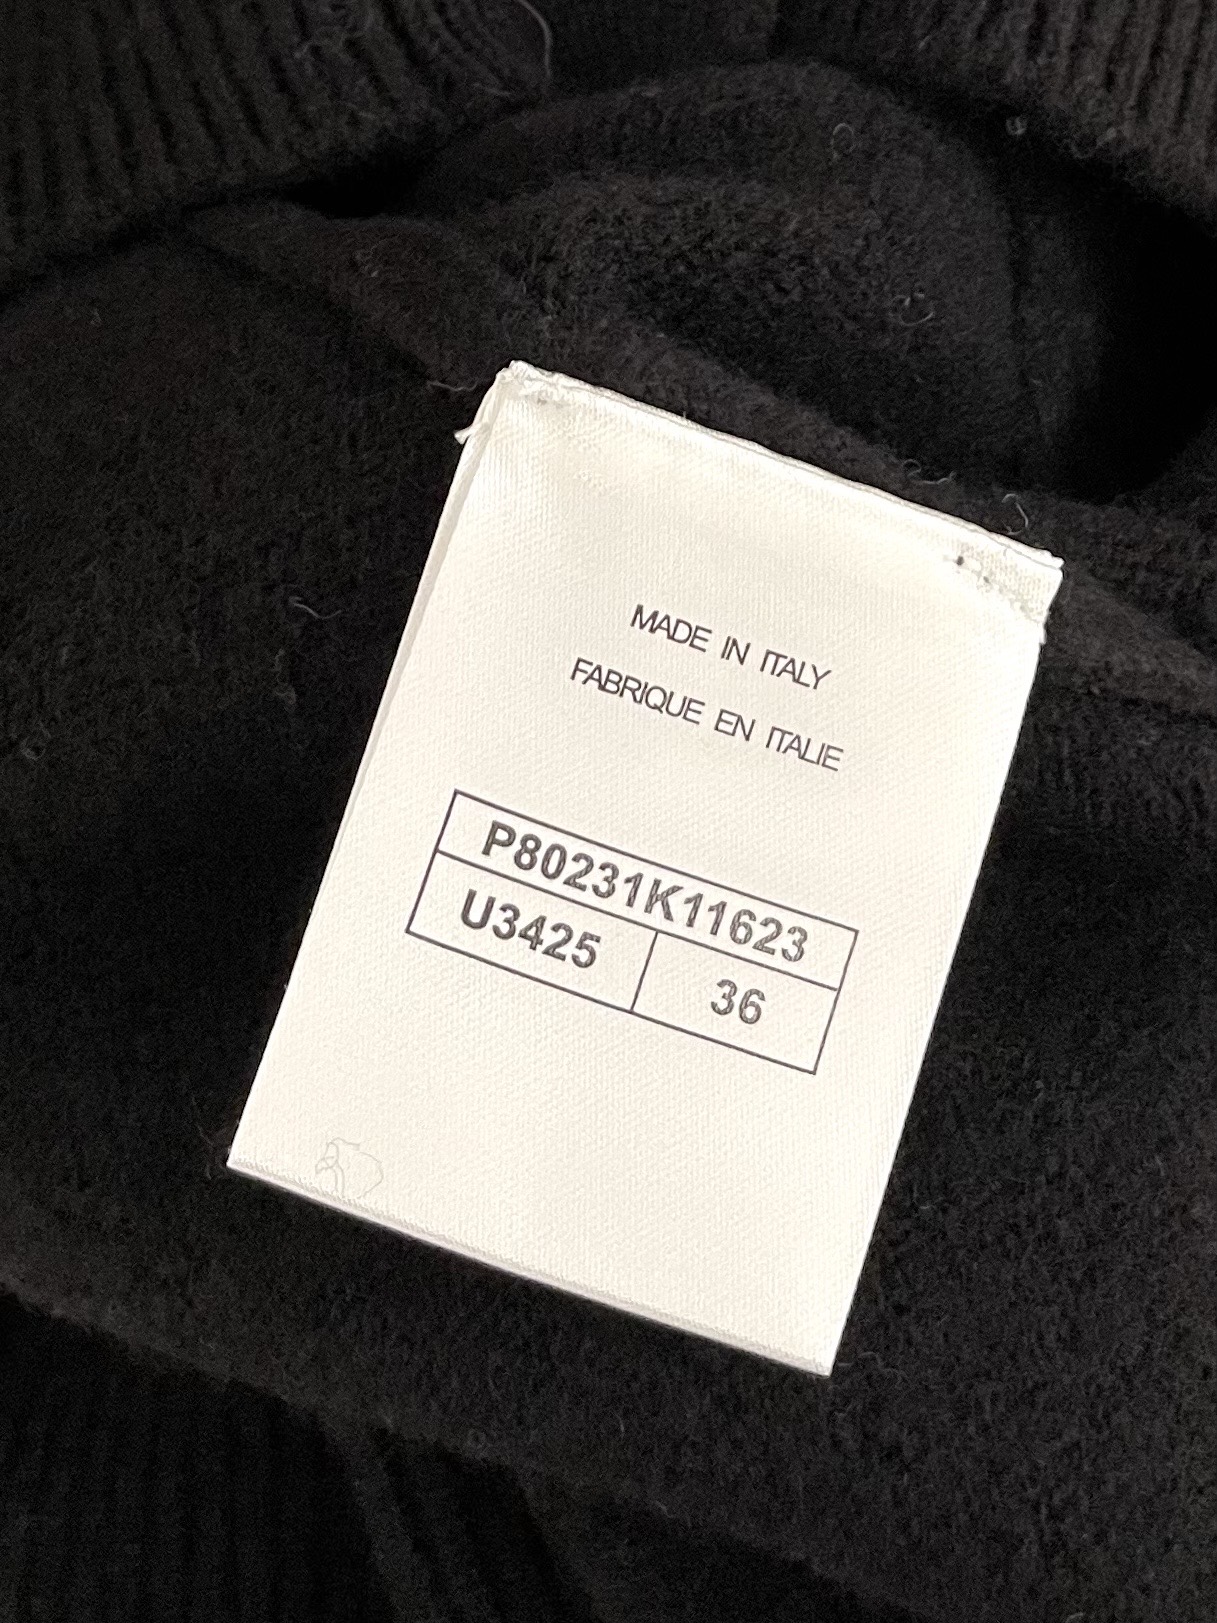 MADE IN ITALY
FABRIQUE EN ITALIE
P80231K11623
U3425 36